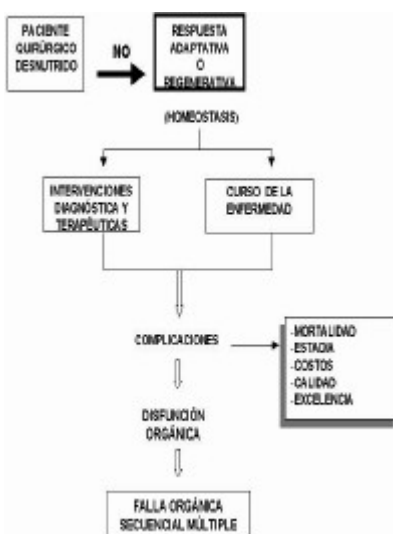 PACIENTE
QUIRÚRGICO
DESNUTRIDO
NO
RESPUESTA
ADAPTATIVA
O
REGENERATIVA
(HOMEOSTASIS)
INTERVENCIONES
DIAGNÓSTICA Y
TERAPÉUTICAS
CURSO DE LA
ENFERMEDAD
COMPLICACIONES
-MORTALIDAD
-ESTADIA
-COSTOS
-CALIDAD
-EXCELENCIA
DISFUNCIÓN
ORGÁNICA
FALLA ORGÁNICA
SECUENCIAL MÚLTIPLE